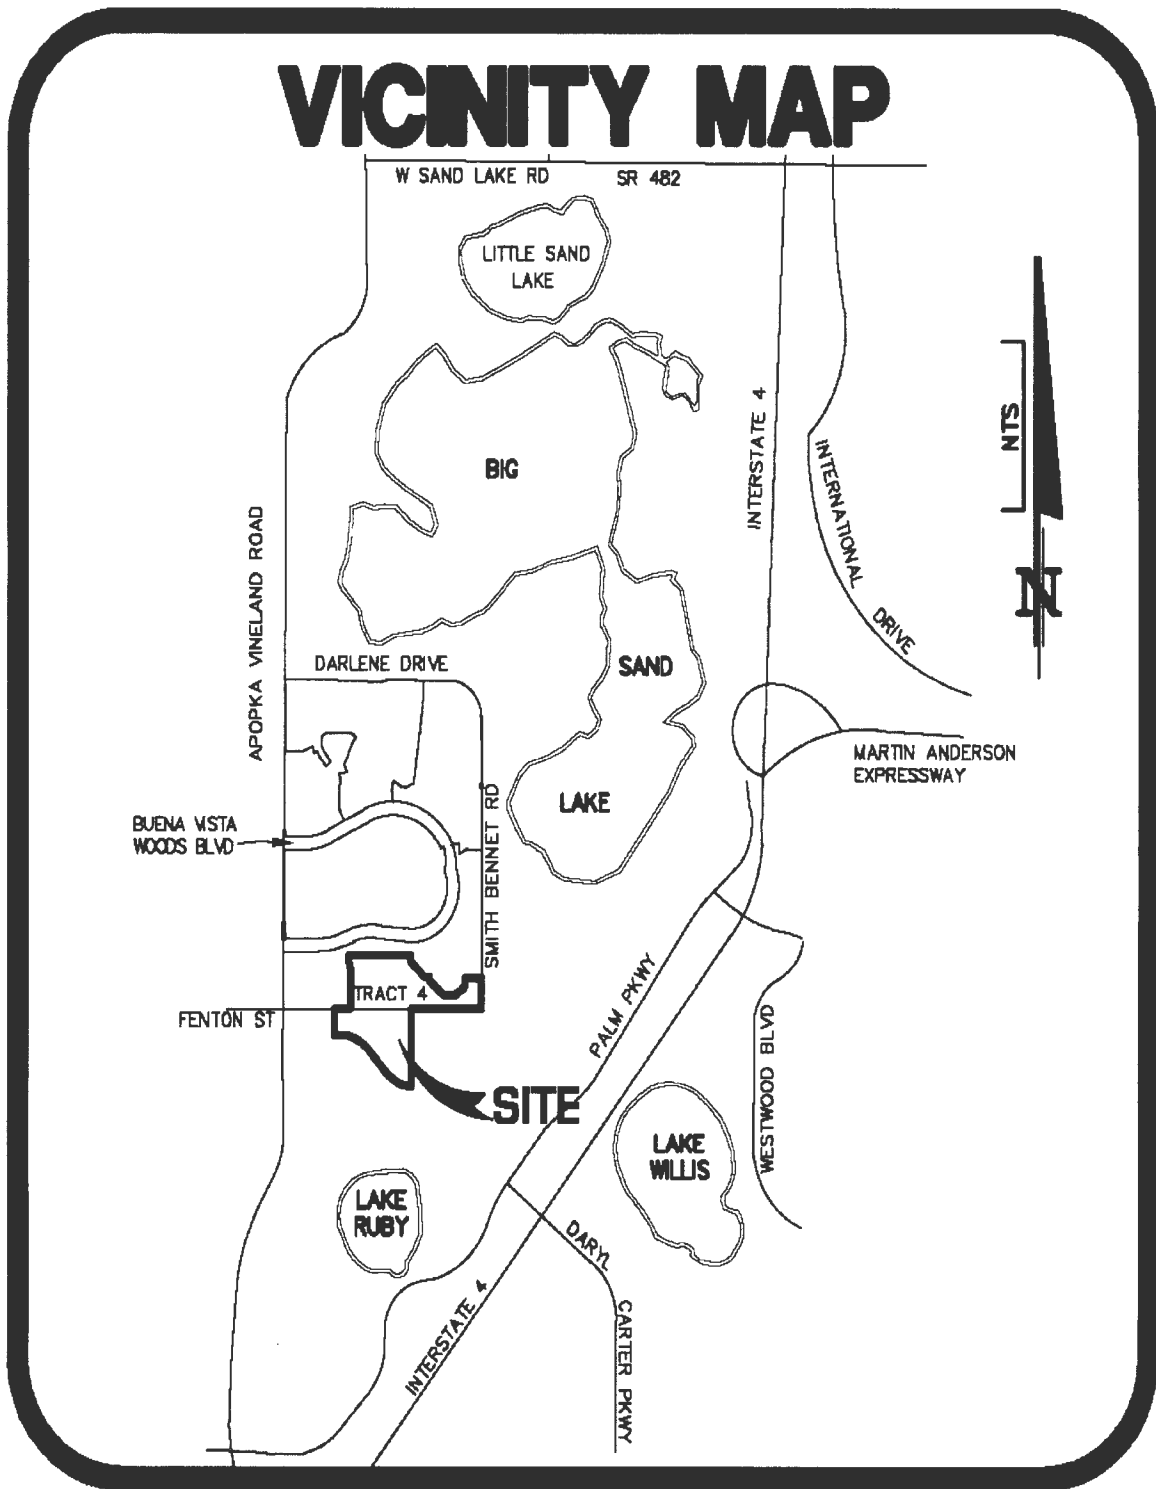 VICINITY MAP
W SAND LAKE RD
SR 482
LITTLE SAND
LAKE
BIG
SAND
LAKE
INTERSTATE 4
INTERNATIONAL
DRIVE
NTS
N
APOPKA VINELAND ROAD
DARLENE DRIVE
MARTIN ANDERSON
EXPRESSWAY
BUENA VISTA
WOODS BLVD
SMITH BENNET RD
TRACT 4
FENTON ST
PALM PKWY
WESTWOOD BLVD
SITE
LAKE
WILLIS
LAKE
RUBY
DARYL
CARTER PKWY
INTERSTATE 4